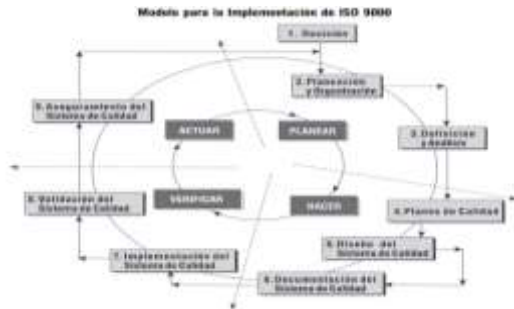 Modelo para la Implementación de ISO 9000
1. Decisión
2. Planeación
y Organización
3. Definición
y Análisis
4. Planes de Calidad
5. Diseño del
Sistema de Calidad
6. Documentación del
Sistema de Calidad
7. Implementación del
Sistema de Calidad
8. Validación del
Sistema de Calidad
9. Aseguramiento del
Sistema de Calidad
ACTUAR
PLANEAR
VERIFICAR
HACER